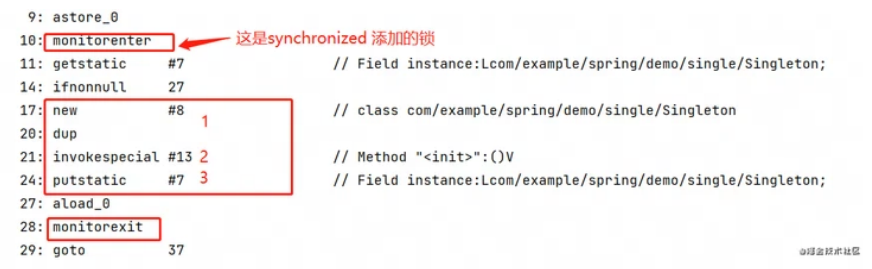 9: astore_0
10: monitorenter 这是synchronized 添加的锁
11: getstatic #7 // Field instance:Lcom/example/spring/demo/single/Singleton;
14: ifnonnull 27
17: new #8 // class com/example/spring/demo/single/Singleton
1
20: dup
21: invokespecial #13 2 // Method "<init>":()V
24: putstatic #7 3 // Field instance:Lcom/example/spring/demo/single/Singleton;
27: aload_0
28: monitorexit
29: goto 37
@掘金技术社区